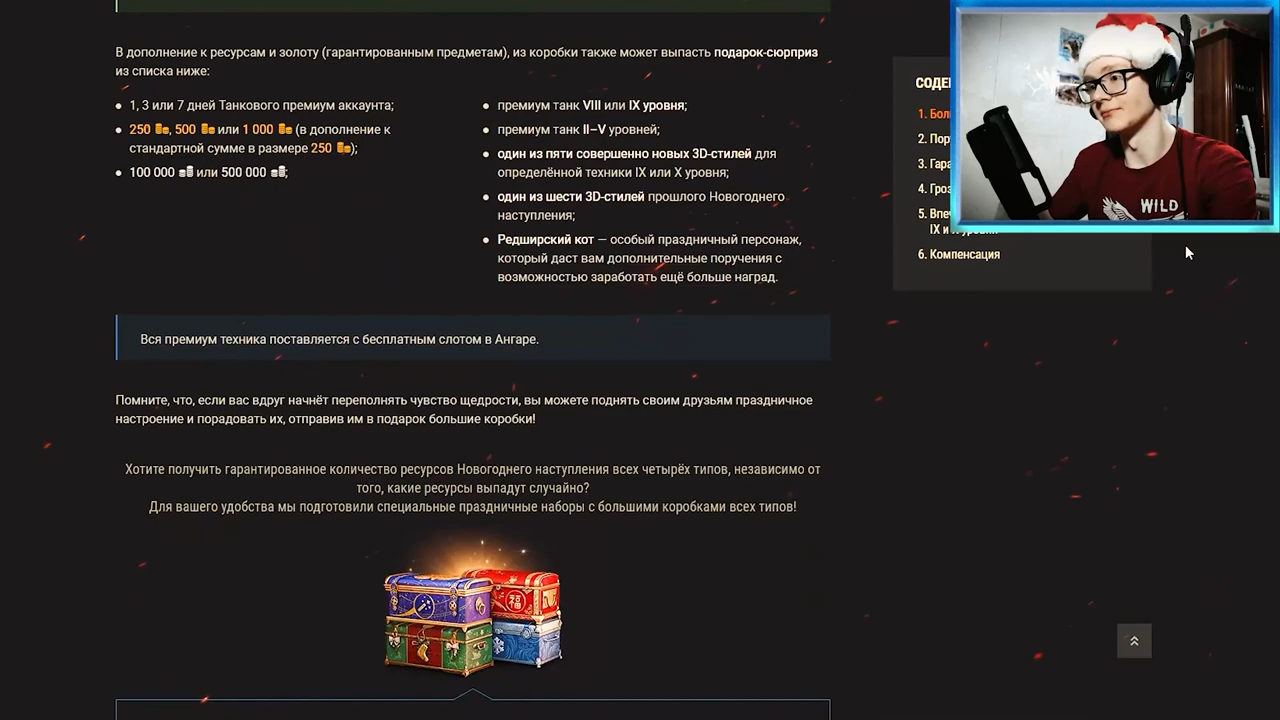 В дополнение к ресурсам и золоту (гарантированным предметам), из коробки также может выпасть подарок-сюрприз
из списка ниже:
1, 3 или 7 дней Танкового премиум аккаунта;
250, 500 или 1 000 (в дополнение к
стандартной сумме в размере 250);
100 000 или 500 000;
премиум танк VIII или IX уровня;
премиум танк II–V уровней;
один из пяти совершенно новых 3D-стилей для
определённой техники IX или X уровня;
один из шести 3D-стилей прошлого Новогоднего
наступления;
Редширский кот — особый праздничный персонаж,
который даст вам дополнительные поручения с
возможностью заработать ещё больше наград.
Вся премиум техника поставляется с бесплатным слотом в Ангаре.
Помните, что, если вас вдруг начнёт переполнять чувство щедрости, вы можете поднять своим друзьям праздничное
настроение и порадовать их, отправив им в подарок большие коробки!
Хотите получить гарантированное количество ресурсов Новогоднего наступления всех четырёх типов, независимо от
того, какие ресурсы выпадут случайно?
Для вашего удобства мы подготовили специальные праздничные наборы с большими коробками всех типов!
СОДЕ
1. Бол
2. Пор
3. Гара
4. Гроз
5. Впеч
6. Компенсация
WILD